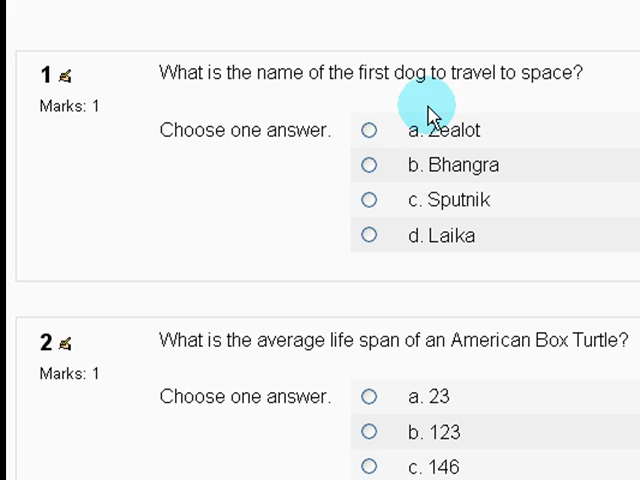 1
What is the name of the first dog to travel to space?
Marks: 1
Choose one answer.
a. Zealot
b. Bhangra
c. Sputnik
d. Laika
2
What is the average life span of an American Box Turtle?
Marks: 1
Choose one answer.
a. 23
b. 123
c. 146